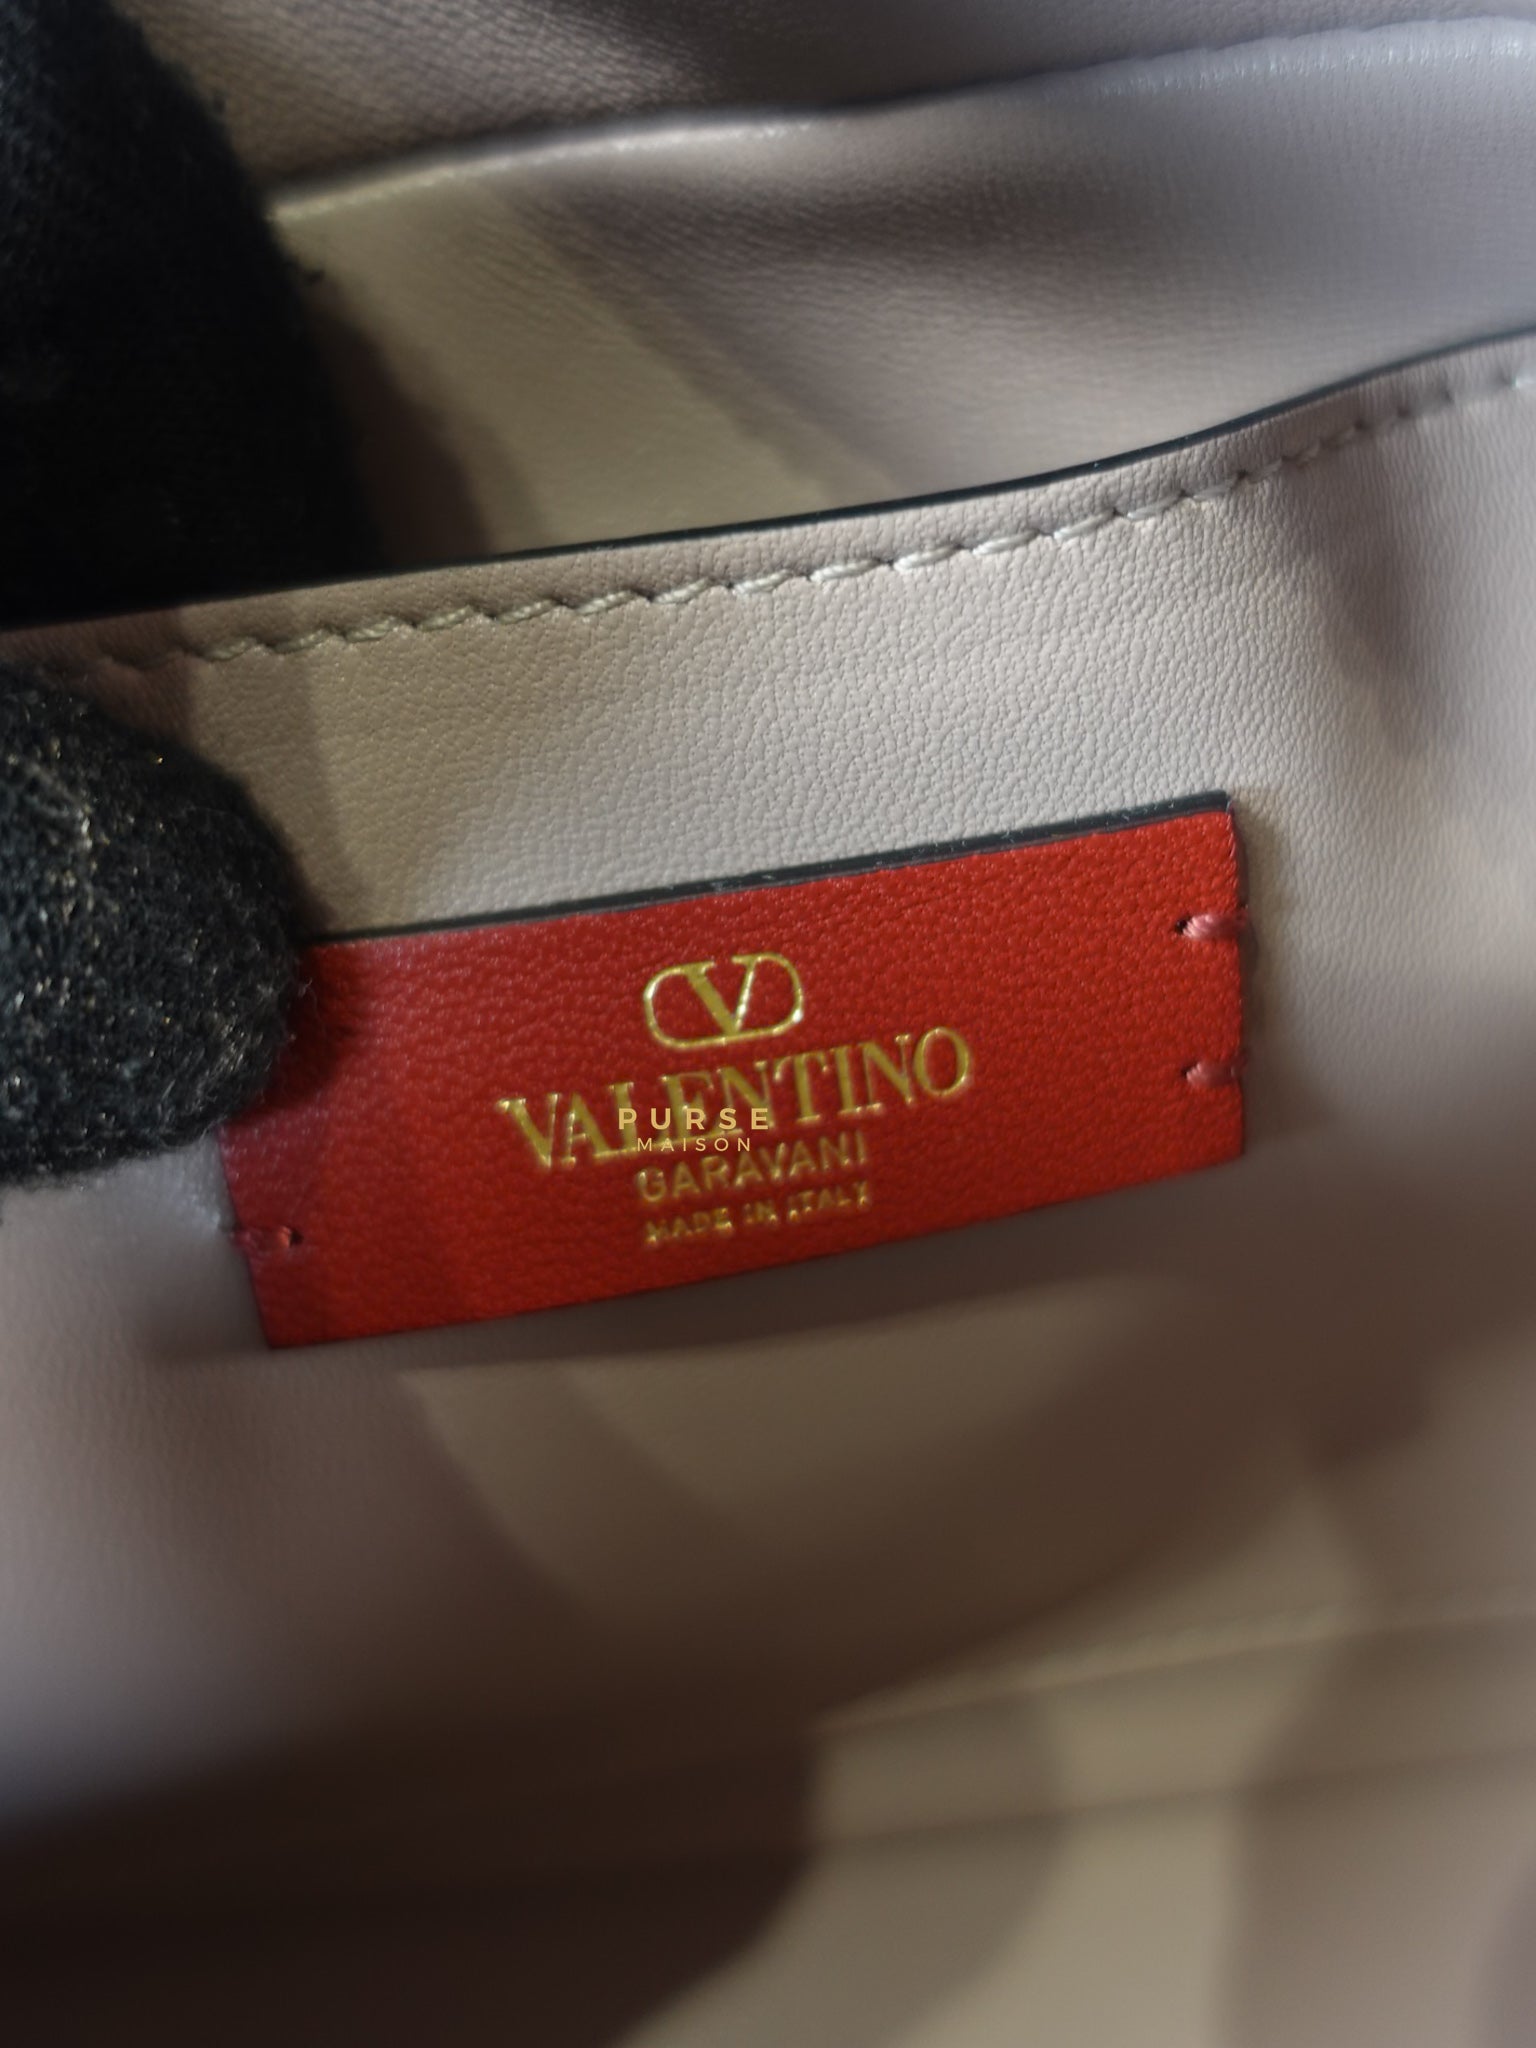 V
VALENTINO
PURSE
MAISON
GARAVANI
MADE IN ITALY